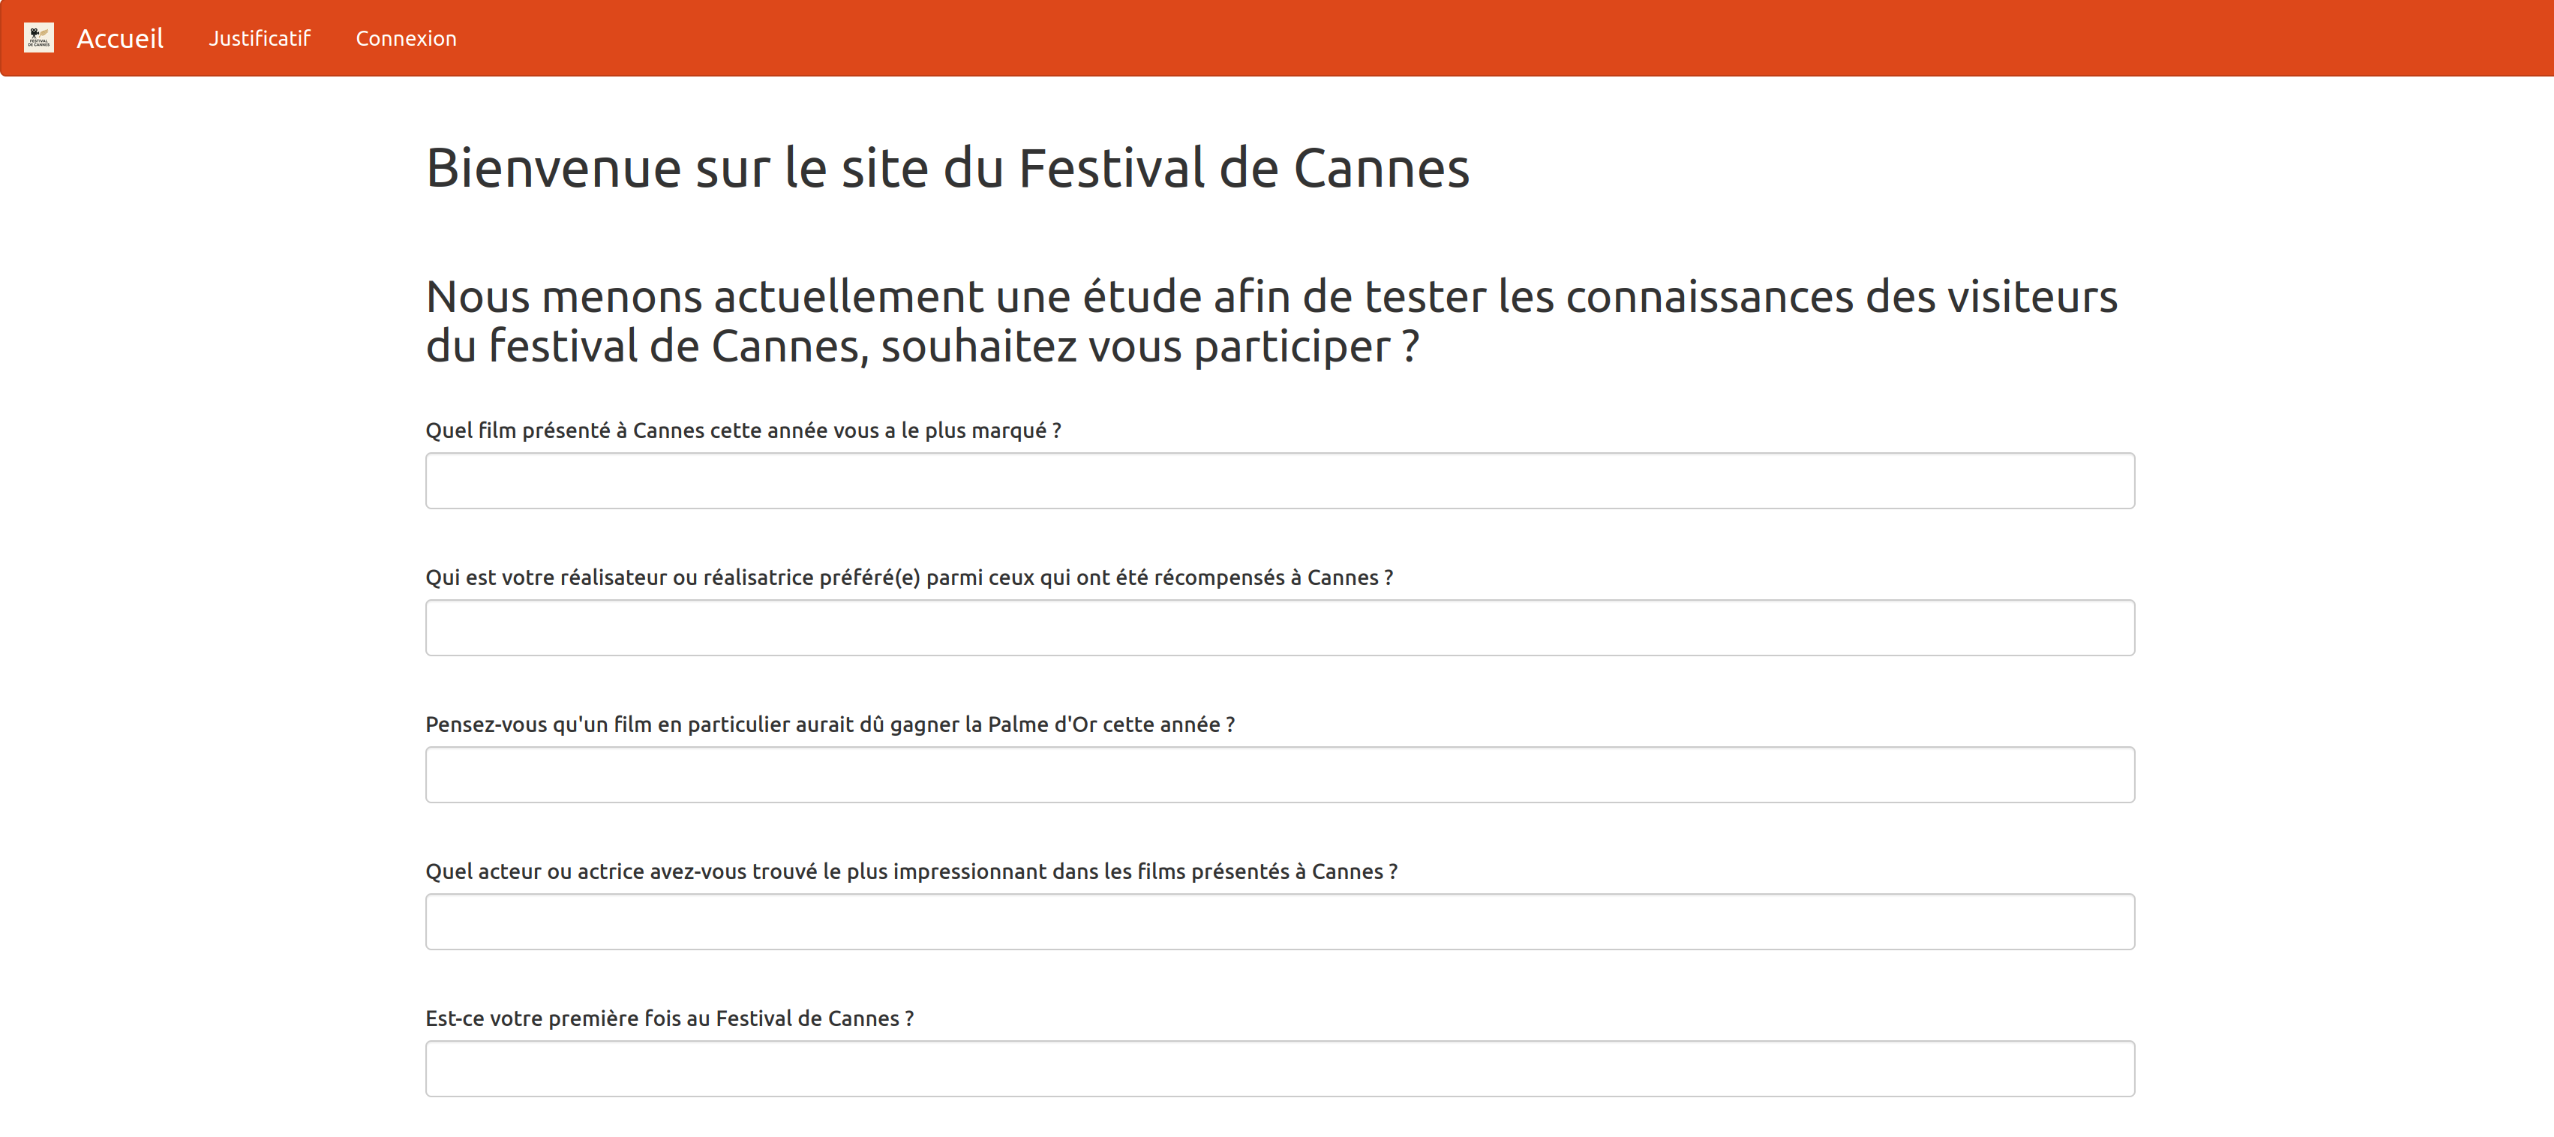 FESTIVAL
DE CANNES
Accueil
Justificatif
Connexion
Bienvenue sur le site du Festival de Cannes
Nous menons actuellement une étude afin de tester les connaissances des visiteurs
du festival de Cannes, souhaitez vous participer ?
Quel film présenté à Cannes cette année vous a le plus marqué ?
Qui est votre réalisateur ou réalisatrice préféré(e) parmi ceux qui ont été récompensés à Cannes ?
Pensez-vous qu'un film en particulier aurait dû gagner la Palme d'Or cette année ?
Quel acteur ou actrice avez-vous trouvé le plus impressionnant dans les films présentés à Cannes ?
Est-ce votre première fois au Festival de Cannes ?